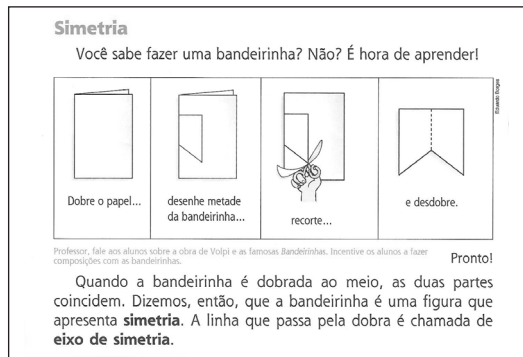 Simetria
Você sabe fazer uma bandeirinha? Não? É hora de aprender!
Dobre o papel...
desenhe metade
da bandeirinha...
recorte...
e desdobre.
Eduardo Borges
Professor, fale aos alunos sobre a obra de Volpi e as famosas Bandeirinhas. Incentive os alunos a fazer
composições com as bandeirinhas.
Pronto!
Quando a bandeirinha é dobrada ao meio, as duas partes
coincidem. Dizemos, então, que a bandeirinha é uma figura que
apresenta simetria. A linha que passa pela dobra é chamada de
eixo de simetria.